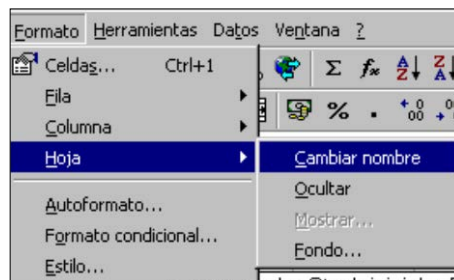 Formato Herramientas Datos Ventana ?
Celdas... Ctrl+1
Fila
Columna
Hoja
Autoformato...
Formato condicional...
Estilo...
Cambiar nombre
Ocultar
Mostrar...
Fondo...